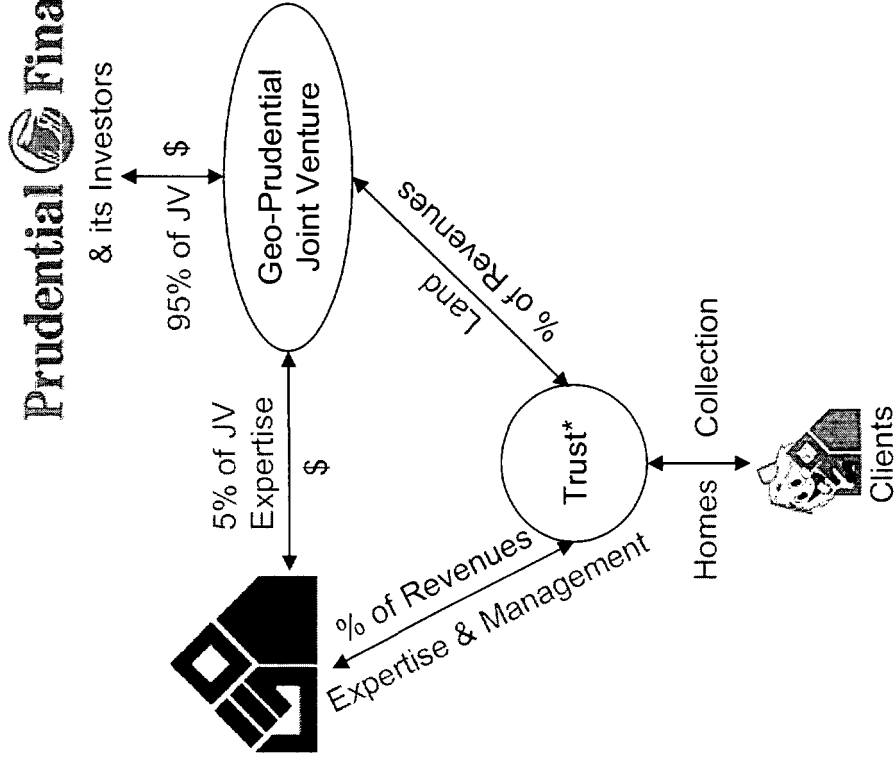 Prudential Fina
& its Investors
95% of JV
$
Geo-Prudential
Joint Venture
5% of JV
Expertise
$
Land
% of Revenues
% of Revenues
Expertise & Management
Trust*
Homes
Collection
Clients